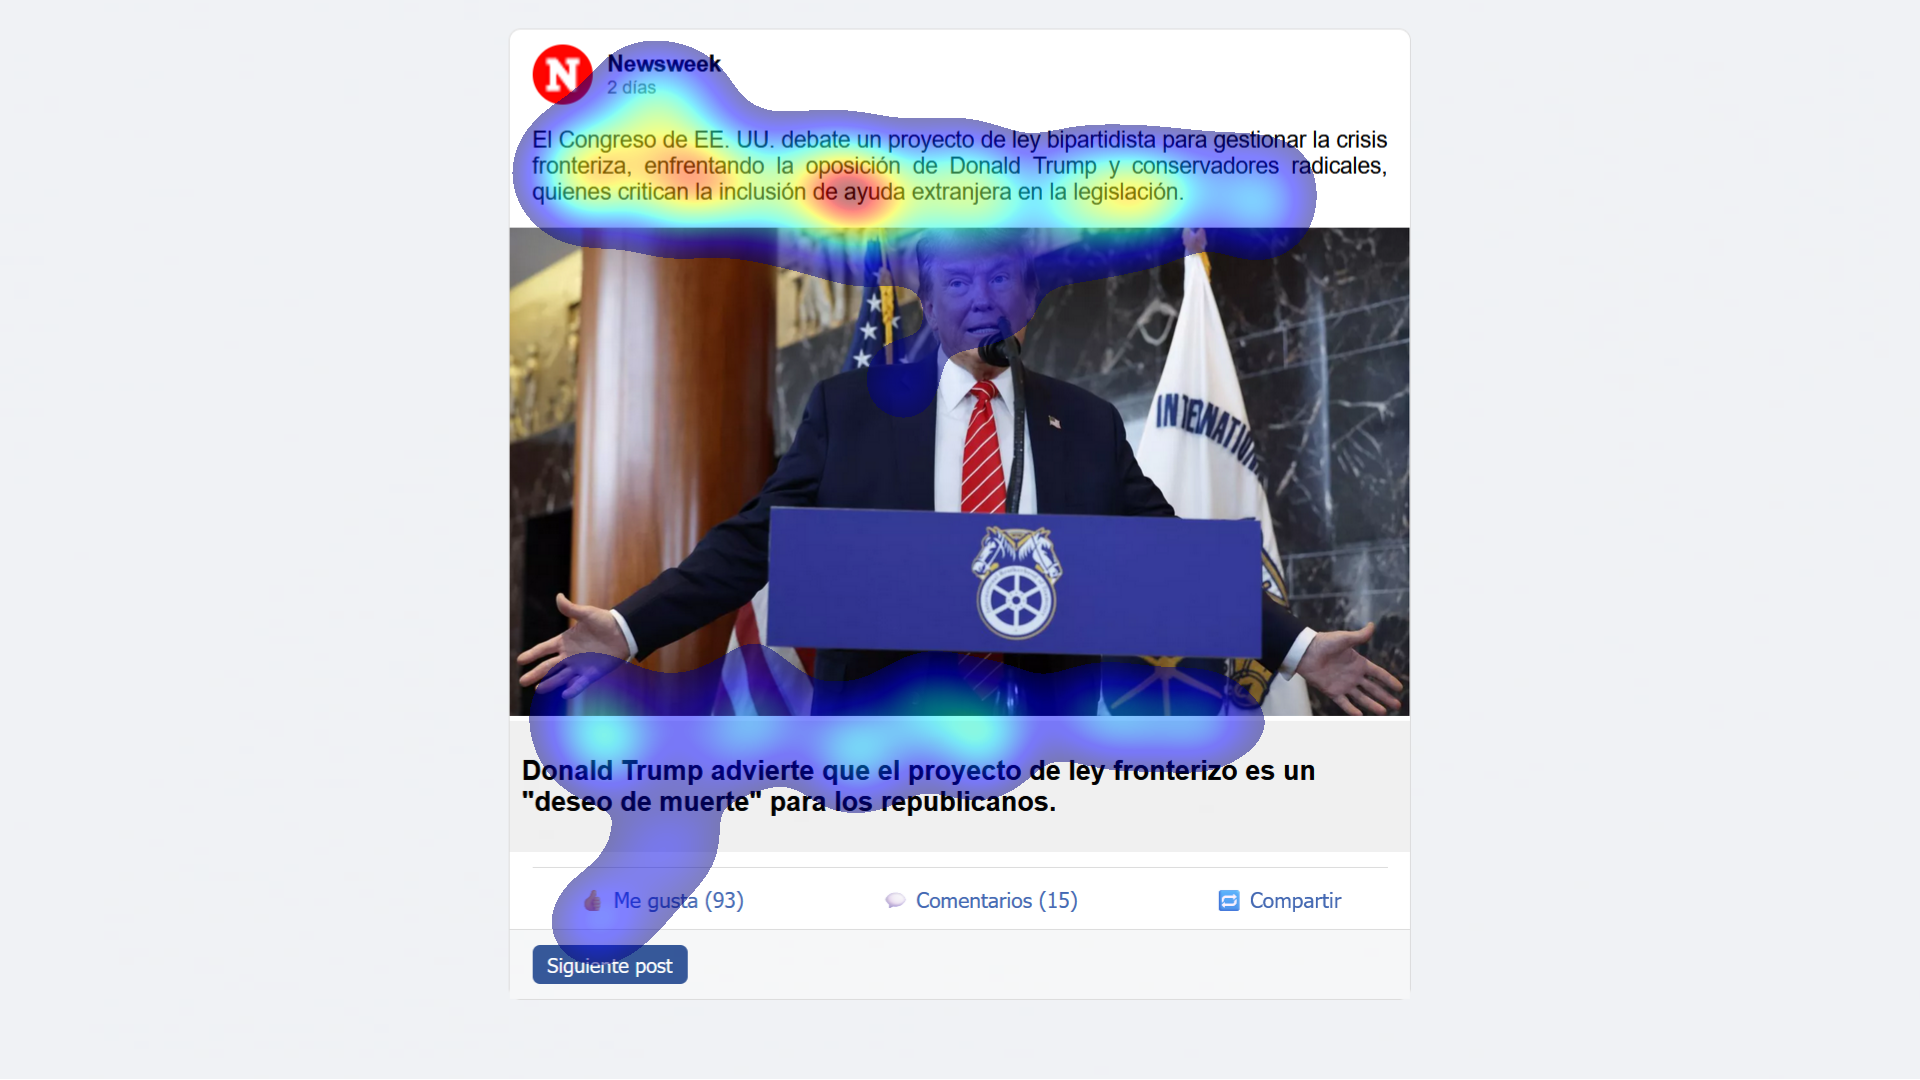 N
Newsweek
2 días
El Congreso de EE. UU. debate un proyecto de ley bipartidista para gestionar la crisis
fronteriza, enfrentando la oposición de Donald Trump y conservadores radicales,
quienes critican la inclusión de ayuda extranjera en la legislación.
Donald Trump advierte que el proyecto de ley fronterizo es un
"deseo de muerte" para los republicanos.
Me gusta (93)
Comentarios (15)
Compartir
Siguiente post